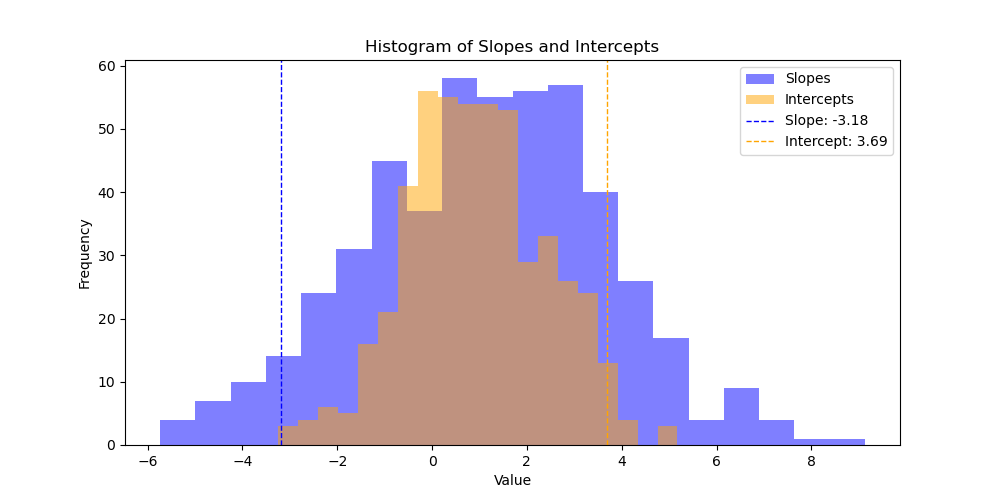 Histogram of Slopes and Intercepts
Slopes
Intercepts
Slope: -3.18
Intercept: 3.69
Frequency
60
50
40
30
20
10
0
−6
−4
−2
0
2
4
6
8
Value